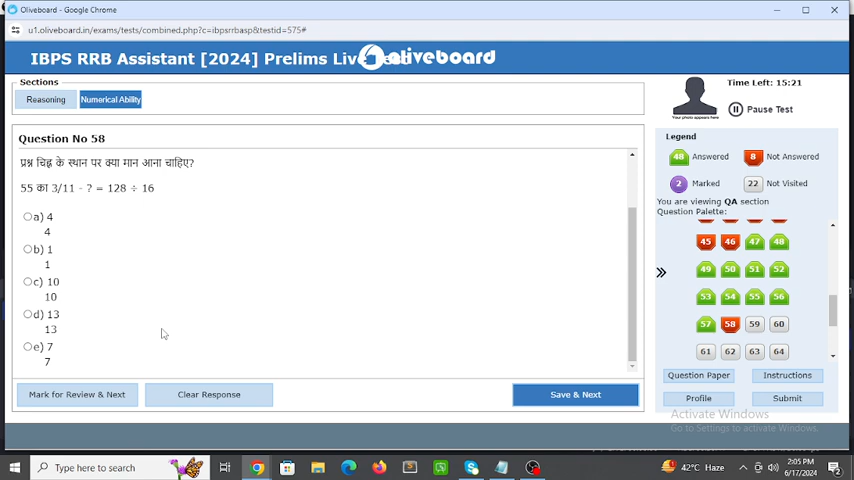 Oliveboard - Google Chrome
u1.oliveboard.in/exams/tests/combined.php?c=ibpsrrbasp&testid=575#
IBPS RRB Assistant [2024] Prelims Live
oliveboard
Sections
Reasoning
Numerical Ability
Your photo appears here
Time Left: 15:21
Pause Test
Question No 58
प्रश्न चिह्न के स्थान पर क्या मान आना चाहिए?
55 का 3/11 - ? = 128 ÷ 16
a) 4
4
b) 1
1
c) 10
10
d) 13
13
e) 7
7
Mark for Review & Next
Clear Response
Save & Next
Legend
48 Answered
8 Not Answered
2 Marked
22 Not Visited
You are viewing QA section
Question Palette:
45 46 47 48
49 50 51 52
53 54 55 56
57 58 59 60
61 62 63 64
Question Paper
Instructions
Profile
Submit
Activate Windows
Go to Settings to activate Windows.
Type here to search
42°C Haze
2:05 PM
6/17/2024
2